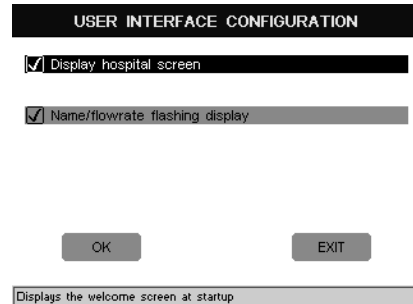 USER INTERFACE CONFIGURATION
Display hospital screen
Name/flowrate flashing display
OK EXIT
Displays the welcome screen at startup